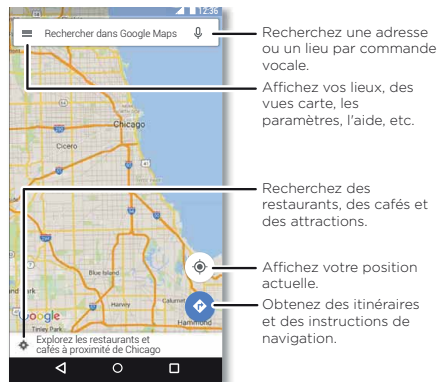 12:36
Rechercher dans Google Maps
Chicago
Cicero
Blue Island
Harvey
Calumet
Hammond
Tinley Park
Google
Explorez les restaurants et
cafés à proximité de Chicago
Recherchez une adresse
ou un lieu par commande
vocale.
Affichez vos lieux, des
vues carte, les
paramètres, l'aide, etc.
Recherchez des
restaurants, des cafés et
des attractions.
Affichez votre position
actuelle.
Obtenez des itinéraires
et des instructions de
navigation.